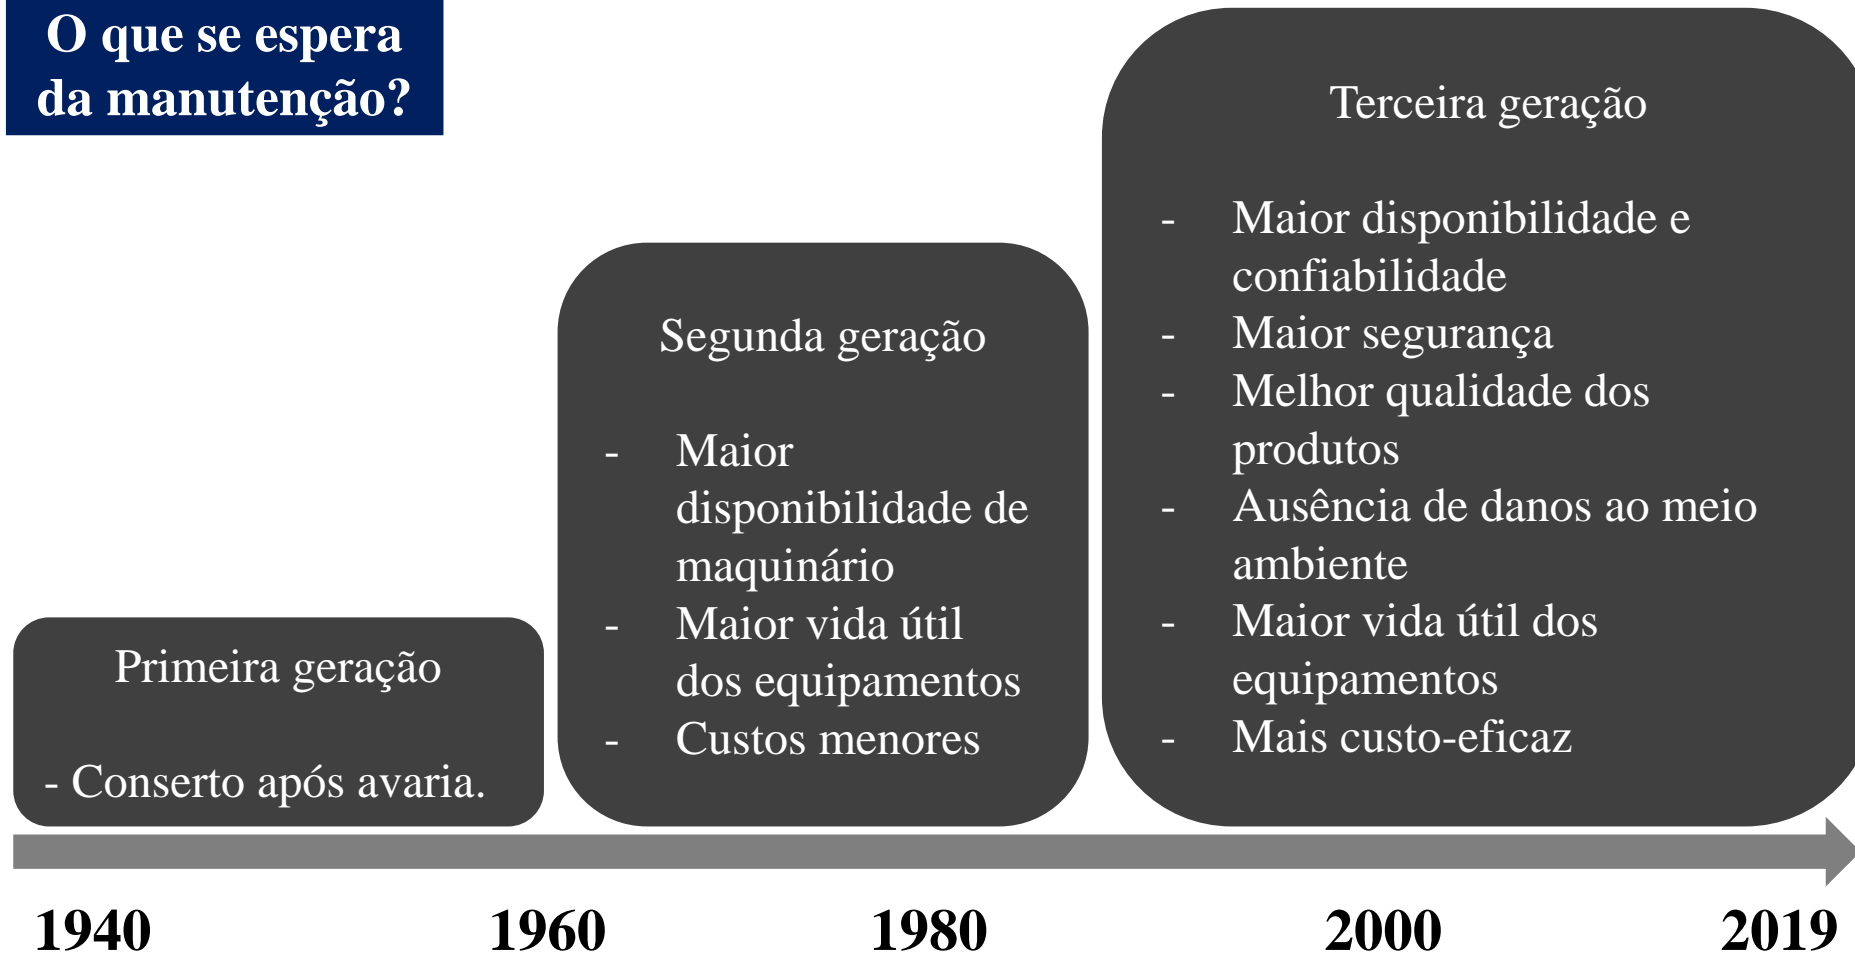 O que se espera
da manutenção?
Primeira geração
- Conserto após avaria.
Segunda geração
- Maior
disponibilidade de
maquinário
- Maior vida útil
dos equipamentos
- Custos menores
Terceira geração
- Maior disponibilidade e
confiabilidade
- Maior segurança
- Melhor qualidade dos
produtos
- Ausência de danos ao meio
ambiente
- Maior vida útil dos
equipamentos
- Mais custo-eficaz
1940 1960 1980 2000 2019